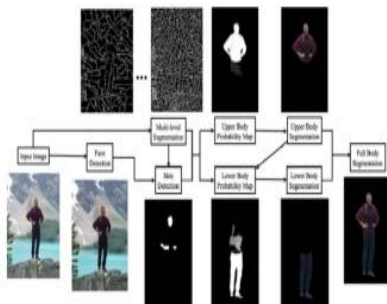 Input Image
Face
Detection
Multi-level
Segmentation
Skin
Detection
Upper Body
Probability Map
Lower Body
Probability Map
Upper Body
Segmentation
Lower Body
Segmentation
Full Body
Segmentation